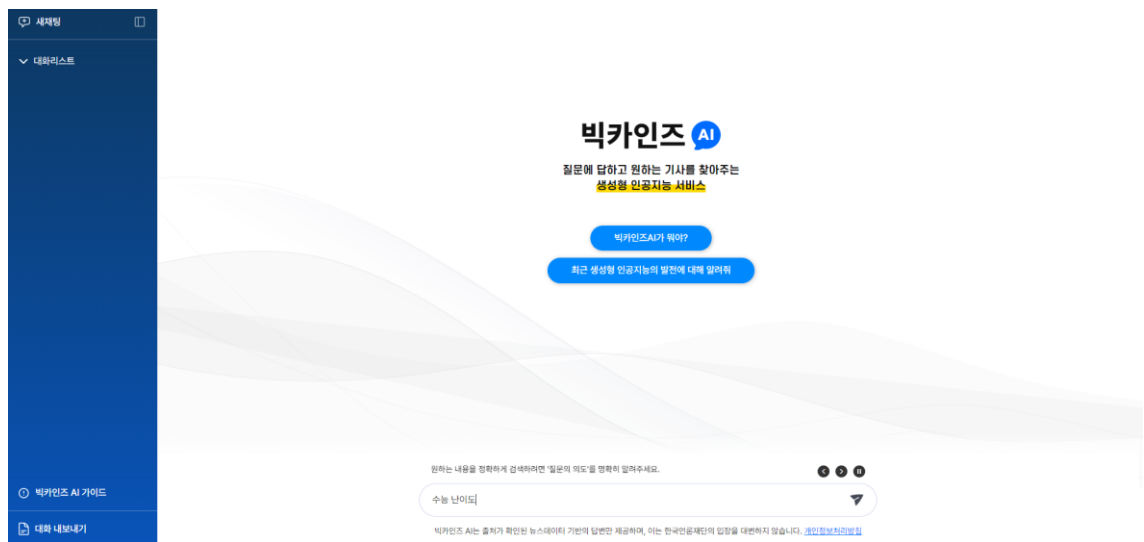 새채팅
대화리스트
빅카인즈 AI
질문에 답하고 원하는 기사를 찾아주는
생성형 인공지능 서비스
빅카인즈AI가 뭐야?
최근 생성형 인공지능의 발전에 대해 알려줘
원하는 내용을 정확하게 검색하려면 '질문의 의도'를 명확히 알려주세요.
수능 난이도
빅카인즈 AI는 출처가 확인된 뉴스데이터 기반의 답변만 제공하며, 이는 한국언론재단의 입장을 대변하지 않습니다. 개인정보처리방침
빅카인즈 AI 가이드
대화 내보내기